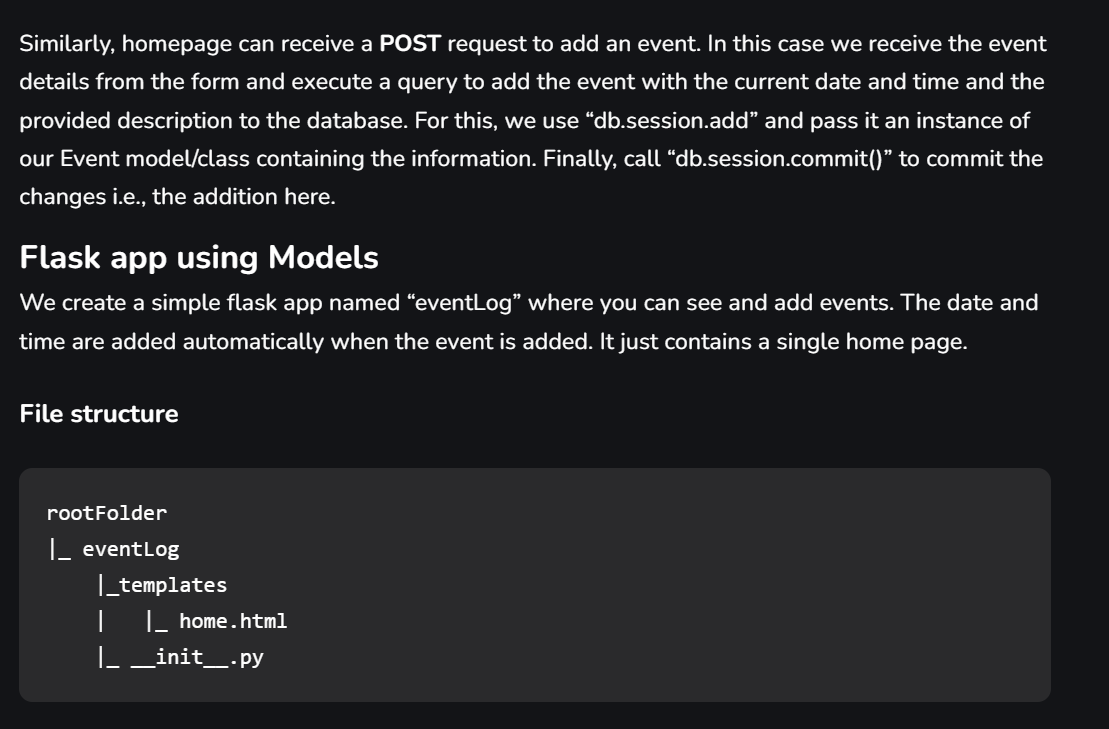 Similarly, homepage can receive a POST request to add an event. In this case we receive the event
details from the form and execute a query to add the event with the current date and time and the
provided description to the database. For this, we use “db.session.add” and pass it an instance of
our Event model/class containing the information. Finally, call “db.session.commit()” to commit the
changes i.e., the addition here.
Flask app using Models
We create a simple flask app named “eventLog” where you can see and add events. The date and
time are added automatically when the event is added. It just contains a single home page.
File structure
rootFolder
|_ eventLog
    |_templates
    |   |_ home.html
    |_ __init__.py